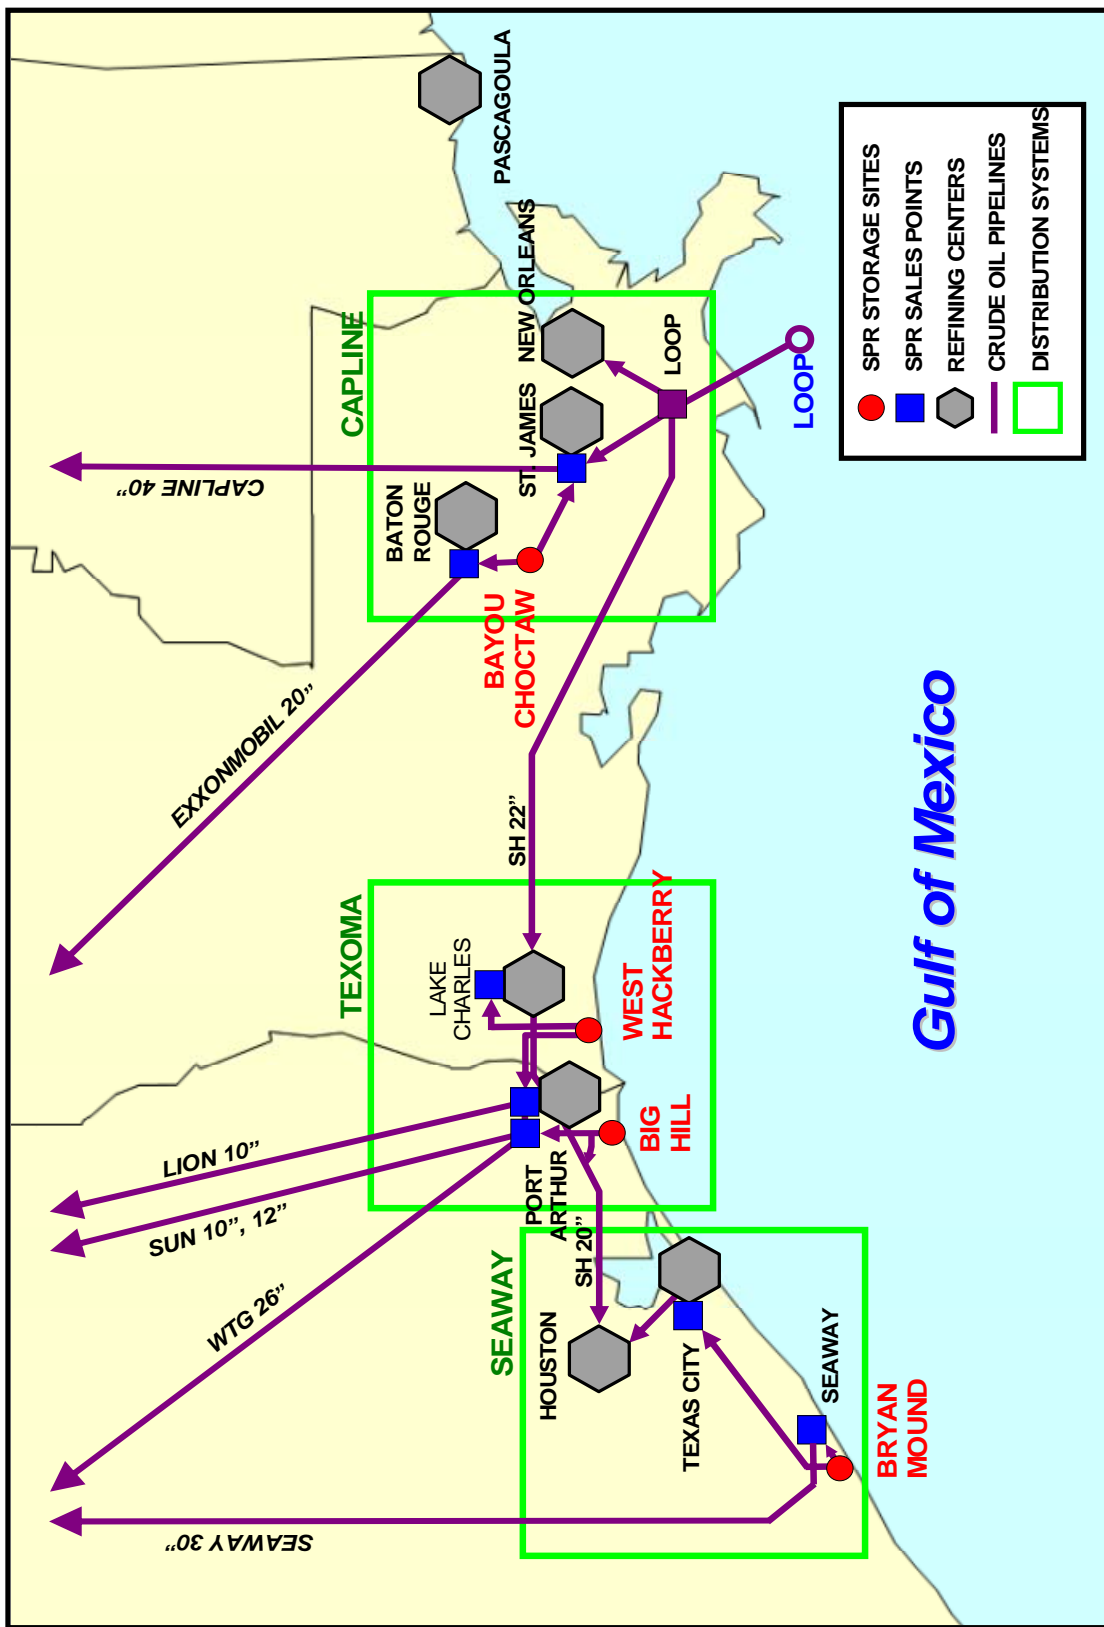 SEAWAY 30”
WTG 26”
SUN 10”, 12”
LION 10”
EXXONMOBIL 20”
CAPLINE 40”
SEAWAY
HOUSTON
TEXAS CITY
SEAWAY
BRYAN
MOUND
TEXOMA
LAKE
CHARLES
PORT
ARTHUR
SH 20”
BIG
HILL
WEST
HACKBERRY
SH 22”
CAPLINE
BATON
ROUGE
BAYOU
CHOCTAW
ST. JAMES
NEW ORLEANS
LOOP
LOOP
PASCAGOULA
Gulf of Mexico
SPR STORAGE SITES
SPR SALES POINTS
REFINING CENTERS
CRUDE OIL PIPELINES
DISTRIBUTION SYSTEMS